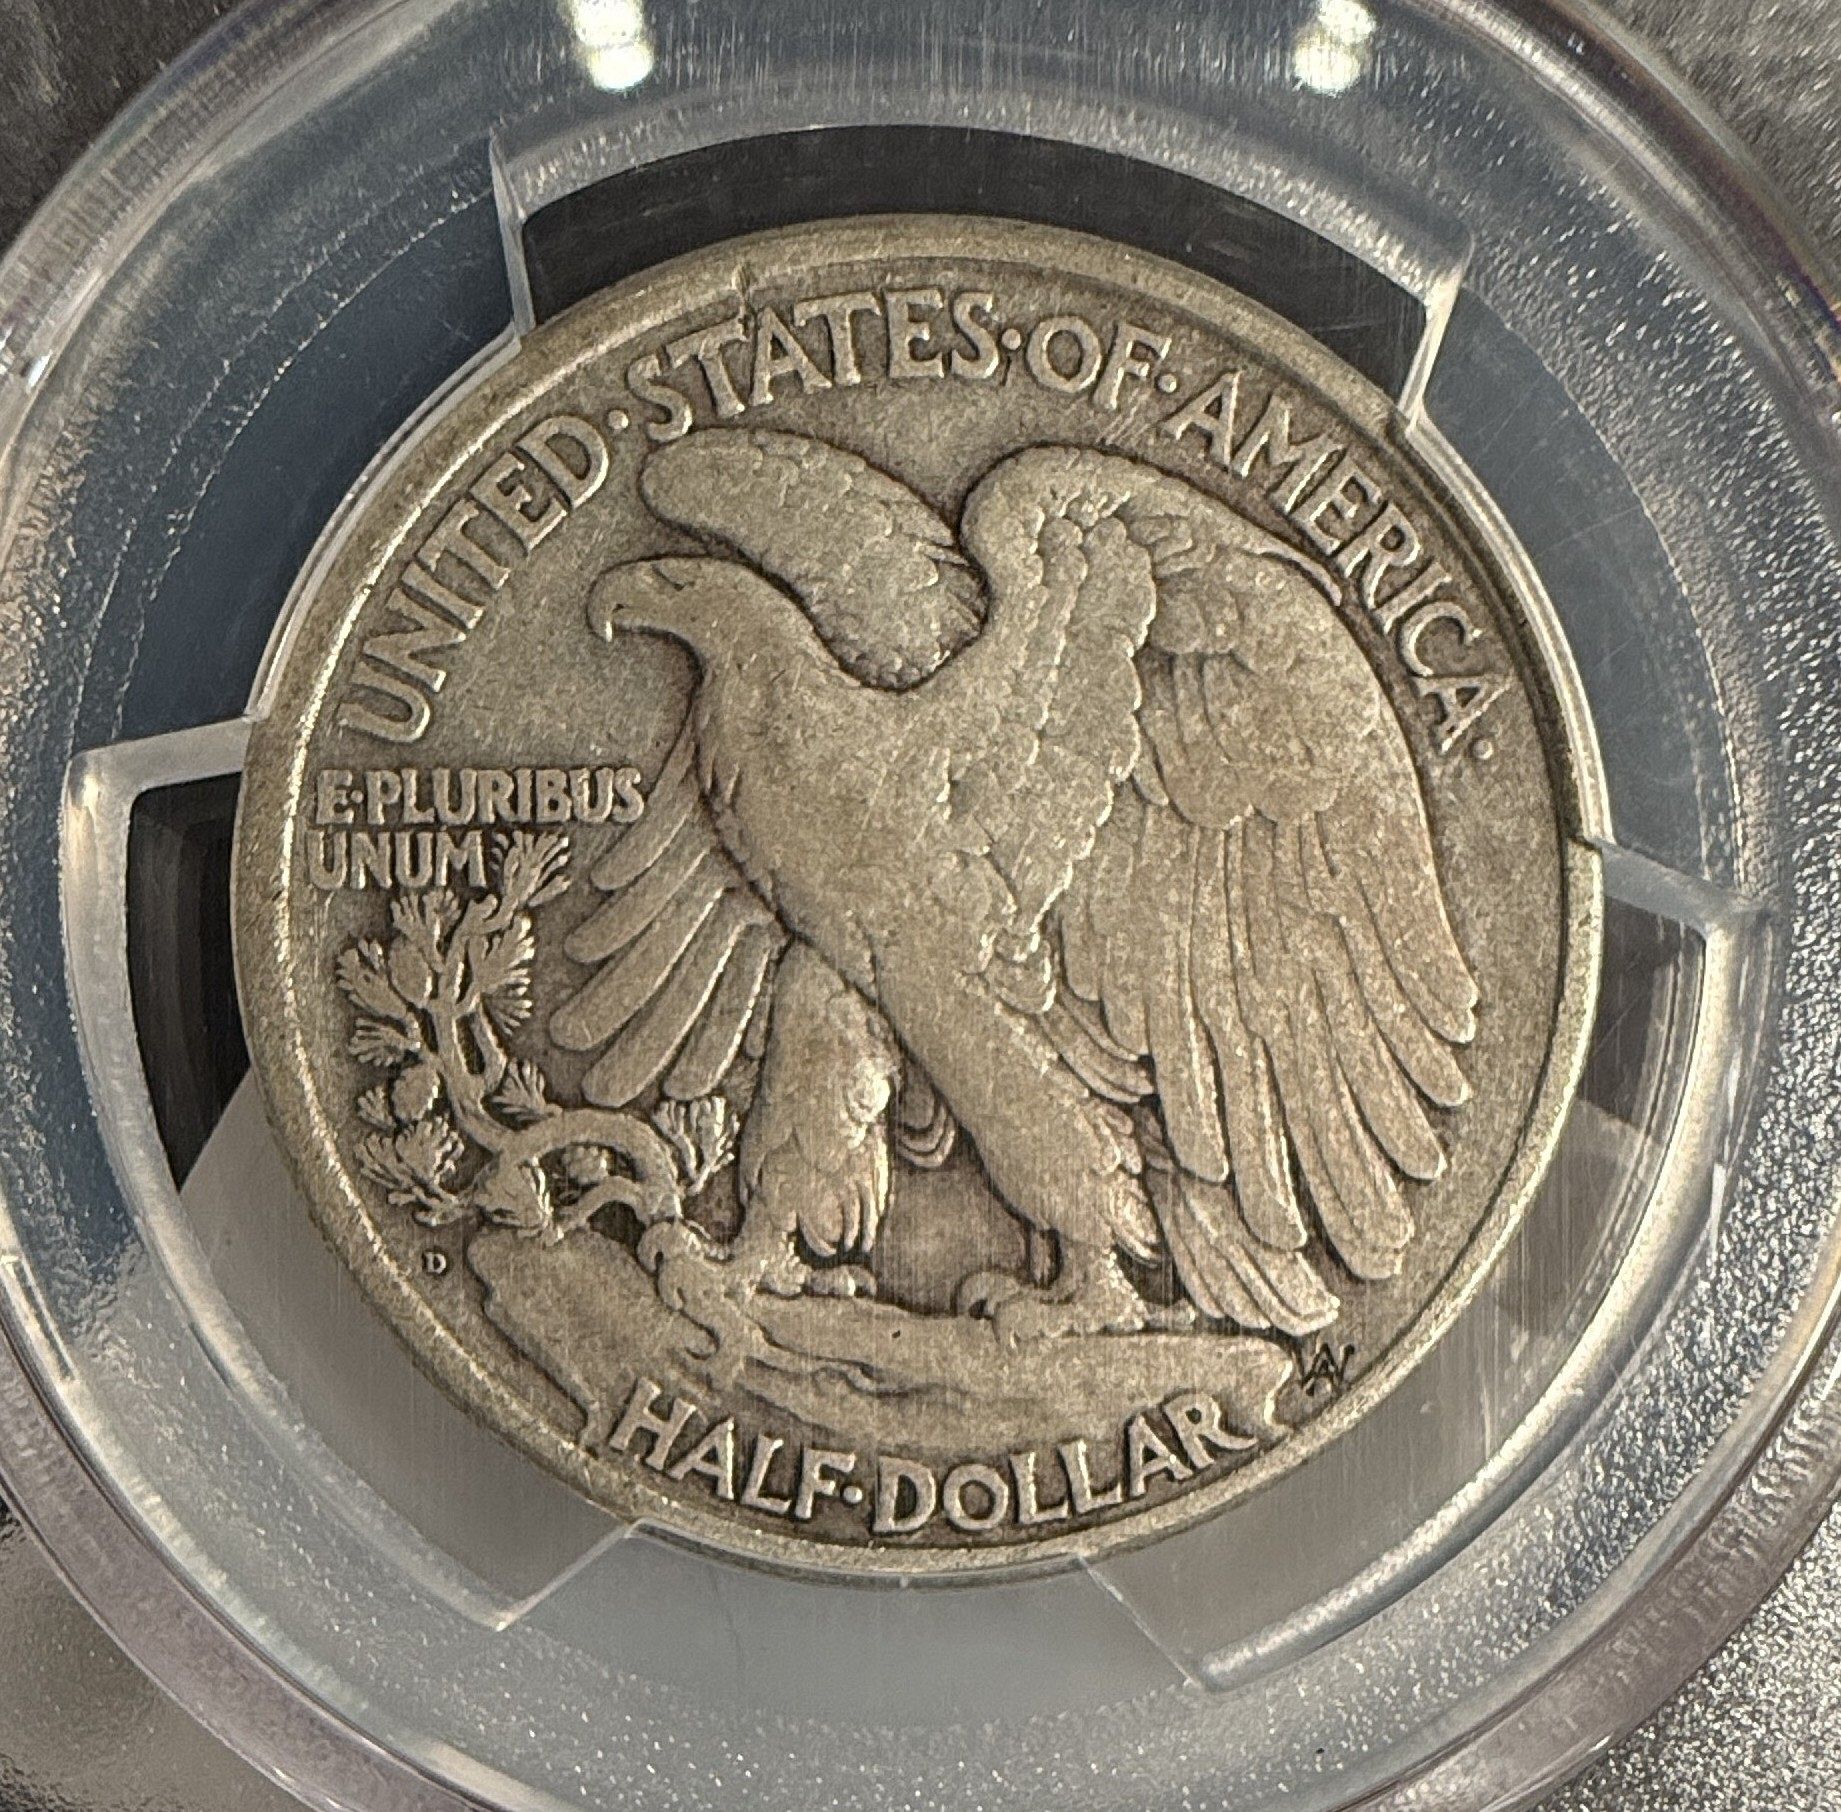 UNITED·STATES·OF·AMERICA·
E·PLURIBUS
UNUM
D
AW
HALF·DOLLAR